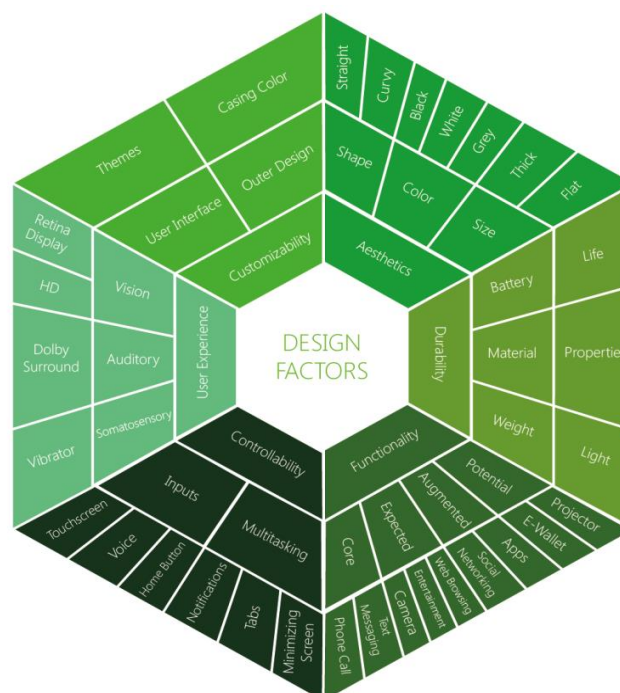 DESIGN
FACTORS
Customizability
User Interface
Outer Design
Themes
Casing Color
Aesthetics
Shape
Color
Size
Straight
Curvy
Black
White
Grey
Thick
Flat
Durability
Battery
Material
Weight
Life
Propertie
Light
Functionality
Core
Expected
Augmented
Potential
Phone Call
Text
Messaging
Camera
Entertainment
Web Browsing
Social
Networking
Apps
E-Wallet
Projector
Controllability
Inputs
Multitasking
Touchscreen
Voice
Home Button
Notifications
Tabs
Minimizing
Screen
User Experience
Vision
Auditory
Somatosensory
Retina
Display
HD
Dolby
Surround
Vibrator